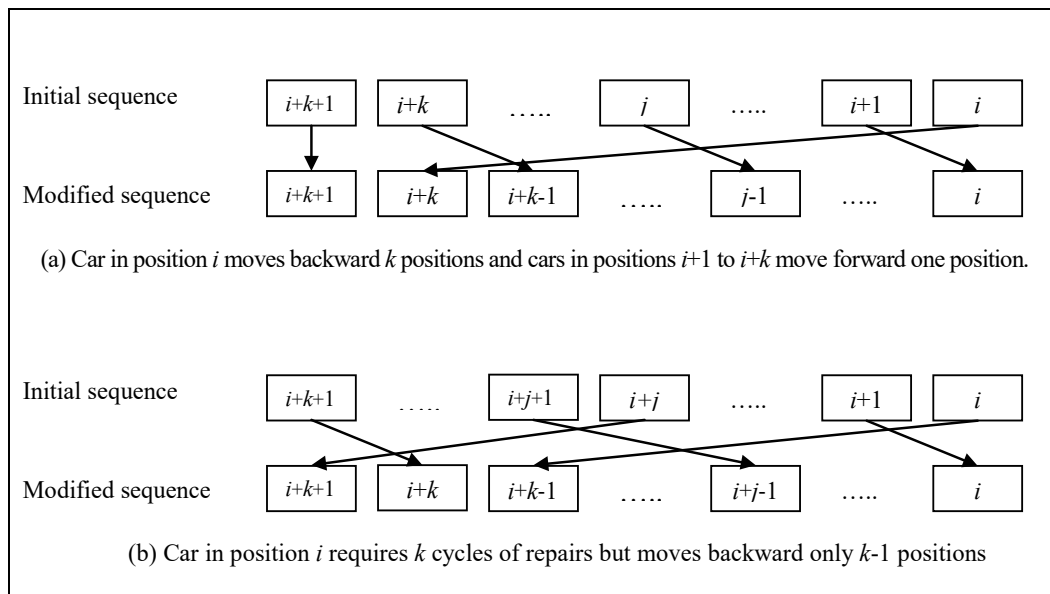 Initial sequence i+k+1 i+k ..... j ..... i+1 i
Modified sequence i+k+1 i+k i+k-1 ..... j-1 ..... i
(a) Car in position i moves backward k positions and cars in positions i+1 to i+k move forward one position.
Initial sequence i+k+1 ..... i+j+1 i+j ..... i+1 i
Modified sequence i+k+1 i+k i+k-1 ..... i+j-1 ..... i
(b) Car in position i requires k cycles of repairs but moves backward only k-1 positions